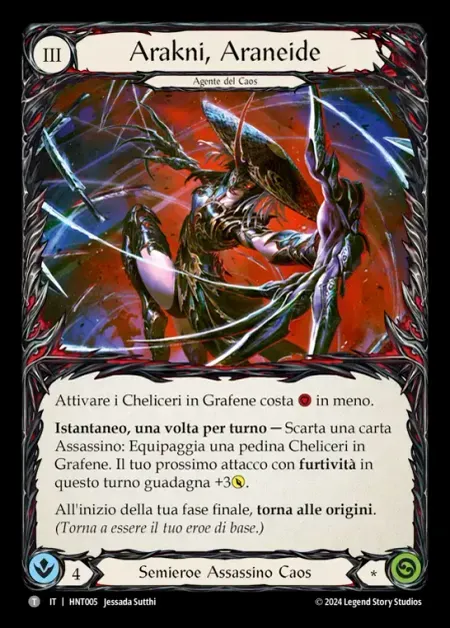 III
Arakni, Araneide
Agente del Caos
Attivare i Cheliceri in Grafene costa in meno.
Istantaneo, una volta per turno — Scarta una carta
Assassino: Equipaggia una pedina Cheliceri in
Grafene. Il tuo prossimo attacco con furtività in
questo turno guadagna +3.
All'inizio della tua fase finale, torna alle origini.
(Torna a essere il tuo eroe di base.)
4
Semieroe Assassino Caos
*
T IT | HNT005 Jessada Sutthi
© 2024 Legend Story Studios